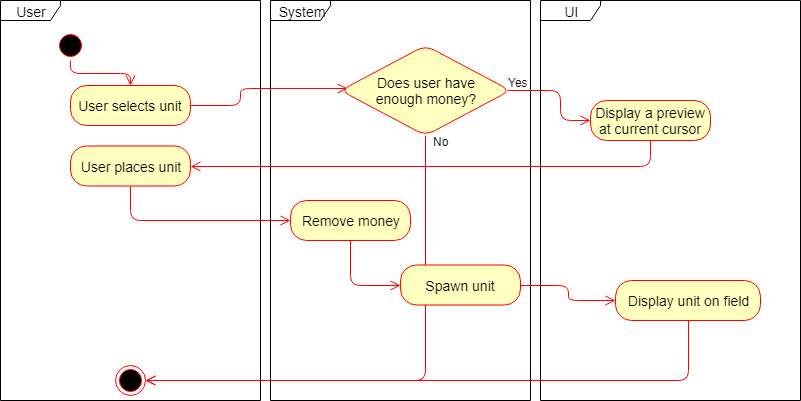 User
System
UI
User selects unit
Does user have
enough money?
Yes
Display a preview
at current cursor
No
User places unit
Remove money
Spawn unit
Display unit on field